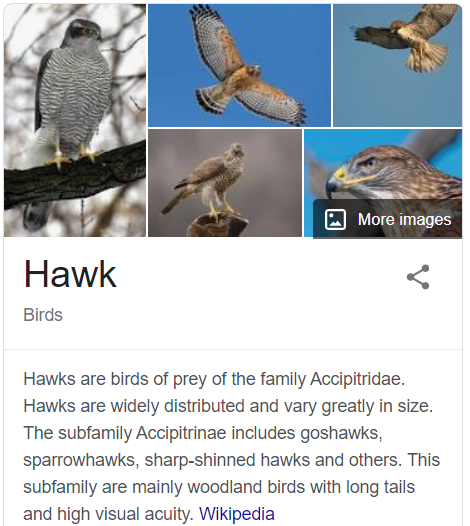 More images
Hawk
Birds
Hawks are birds of prey of the family Accipitridae.
Hawks are widely distributed and vary greatly in size.
The subfamily Accipitrinae includes goshawks,
sparrowhawks, sharp-shinned hawks and others. This
subfamily are mainly woodland birds with long tails
and high visual acuity. Wikipedia